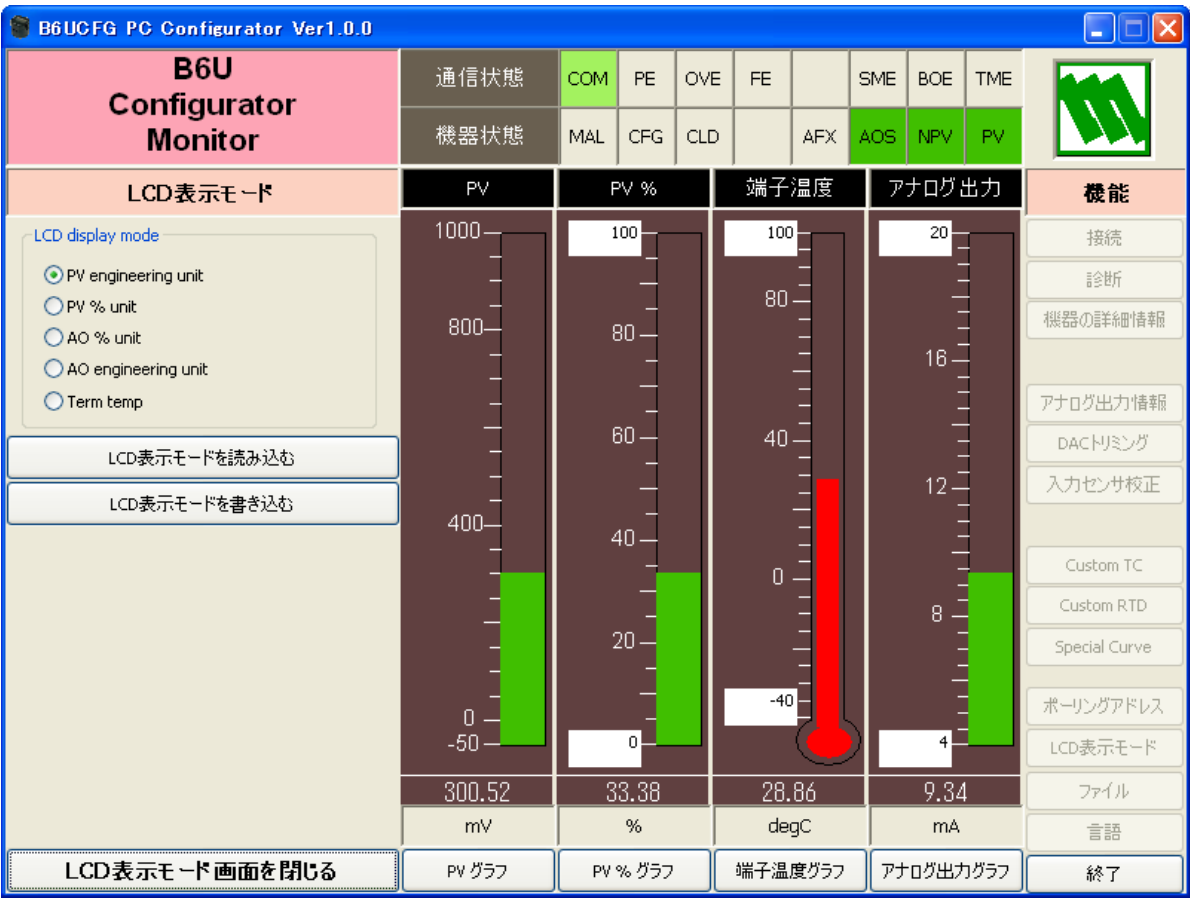 B6UCFG PC Configurator Ver1.0.0
B6U
Configurator
Monitor
通信状態 COM PE OVE FE SME BOE TME
機器状態 MAL CFG CLD AFX AOS NPV PV
LCD表示モード
LCD display mode
PV engineering unit
PV % unit
AO % unit
AO engineering unit
Term temp
LCD表示モードを読み込む
LCD表示モードを書き込む
LCD表示モード画面を閉じる
PV
1000
800
400
0
-50
300.52
mV
PV グラフ
PV %
100
80
60
40
20
0
33.38
%
PV % グラフ
端子温度
100
80
40
0
-40
28.86
degC
端子温度グラフ
アナログ出力
20
16
12
8
4
9.34
mA
アナログ出力グラフ
機能
接続
診断
機器の詳細情報
アナログ出力情報
DACトリミング
入力センサ校正
Custom TC
Custom RTD
Special Curve
ポーリングアドレス
LCD表示モード
ファイル
言語
終了